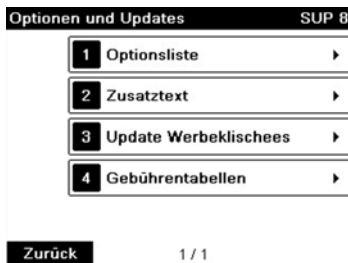 Optionen und Updates SUP 8
1 Optionsliste
2 Zusatztext
3 Update Werbeklischees
4 Gebührentabellen
Zurück 1 / 1